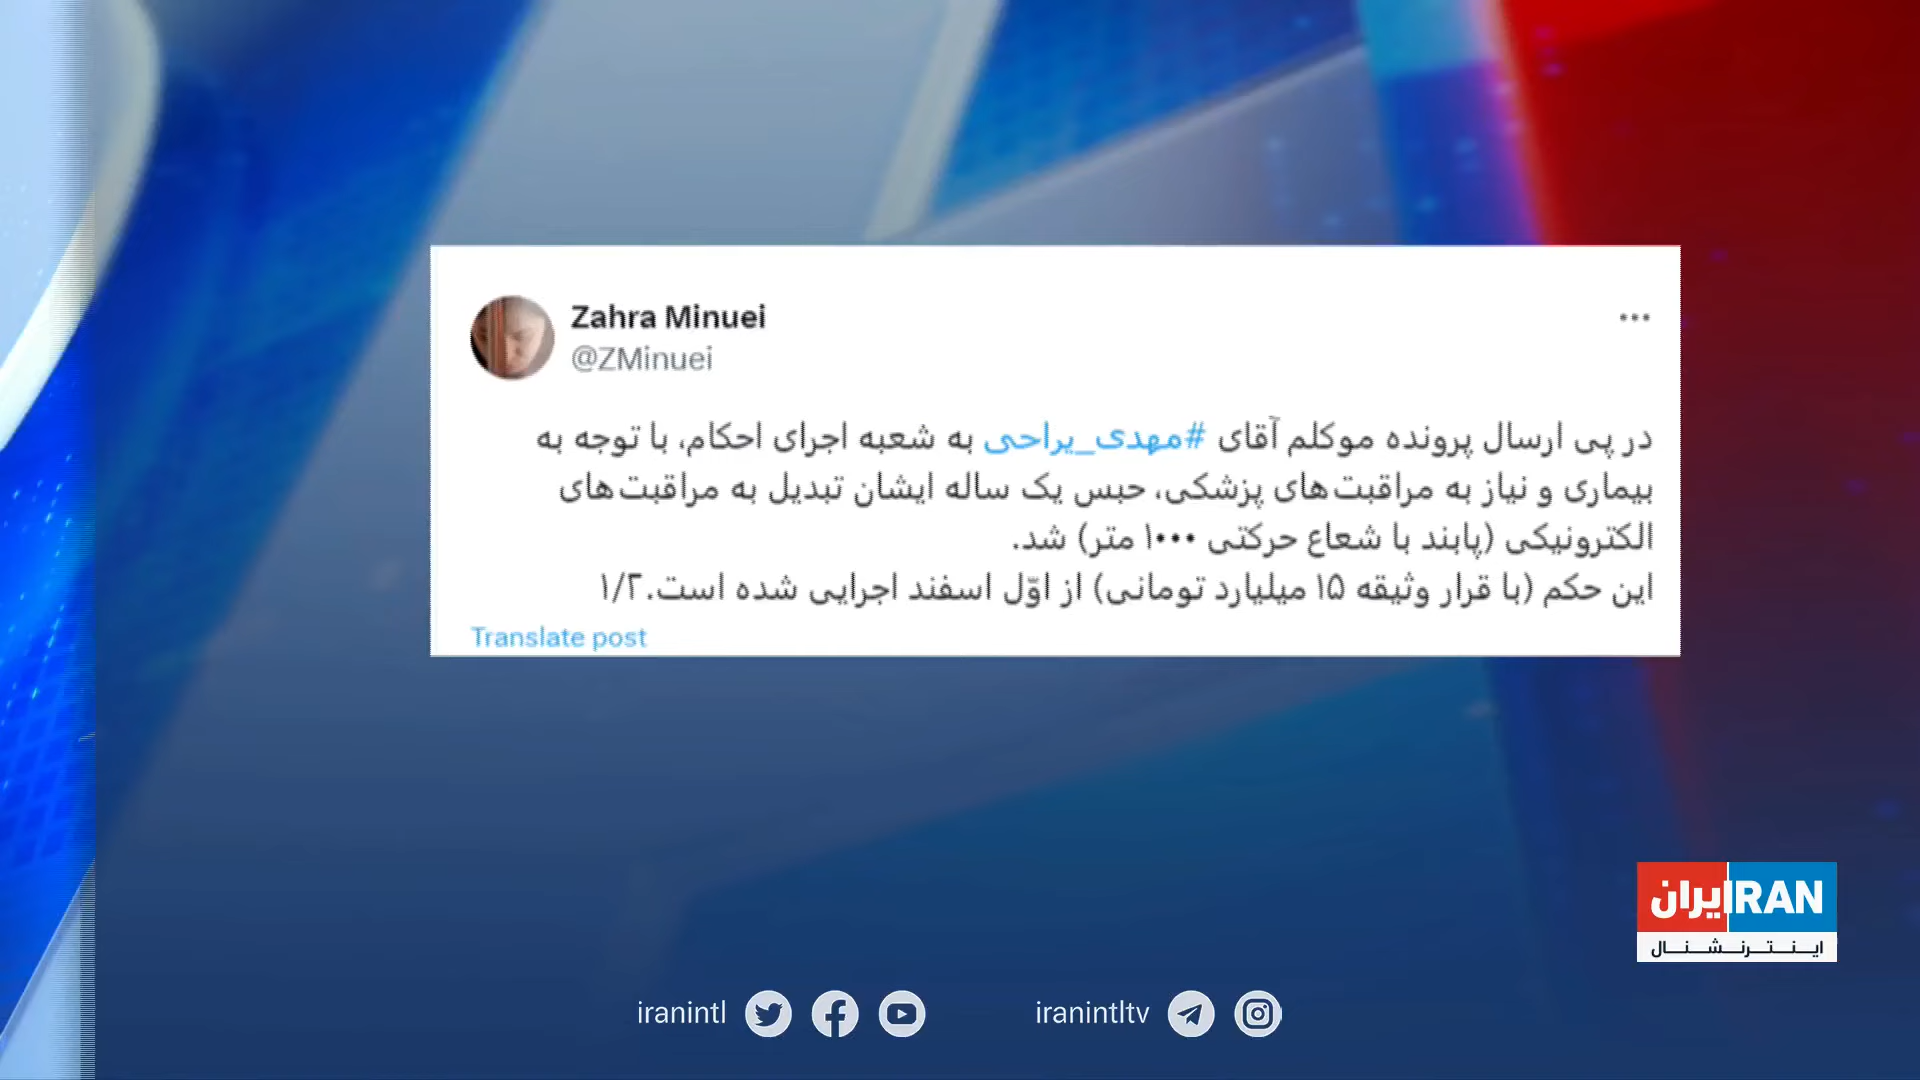 Zahra Minuei
@ZMinuei
در پی ارسال پرونده موکلم آقای #مهدی_یراحی به شعبه اجرای احکام، با توجه به
بیماری و نیاز به مراقبت‌های پزشکی، حبس یک ساله ایشان تبدیل به مراقبت‌های
الکترونیکی (پابند با شعاع حرکتی ۱۰۰۰ متر) شد.
این حکم (با قرار وثیقه ۱۵ میلیارد تومانی) از اوّل اسفند اجرایی شده است.۱/۲
Translate post
ایران IRAN
اینترنشنال
iranintl
iranintltv